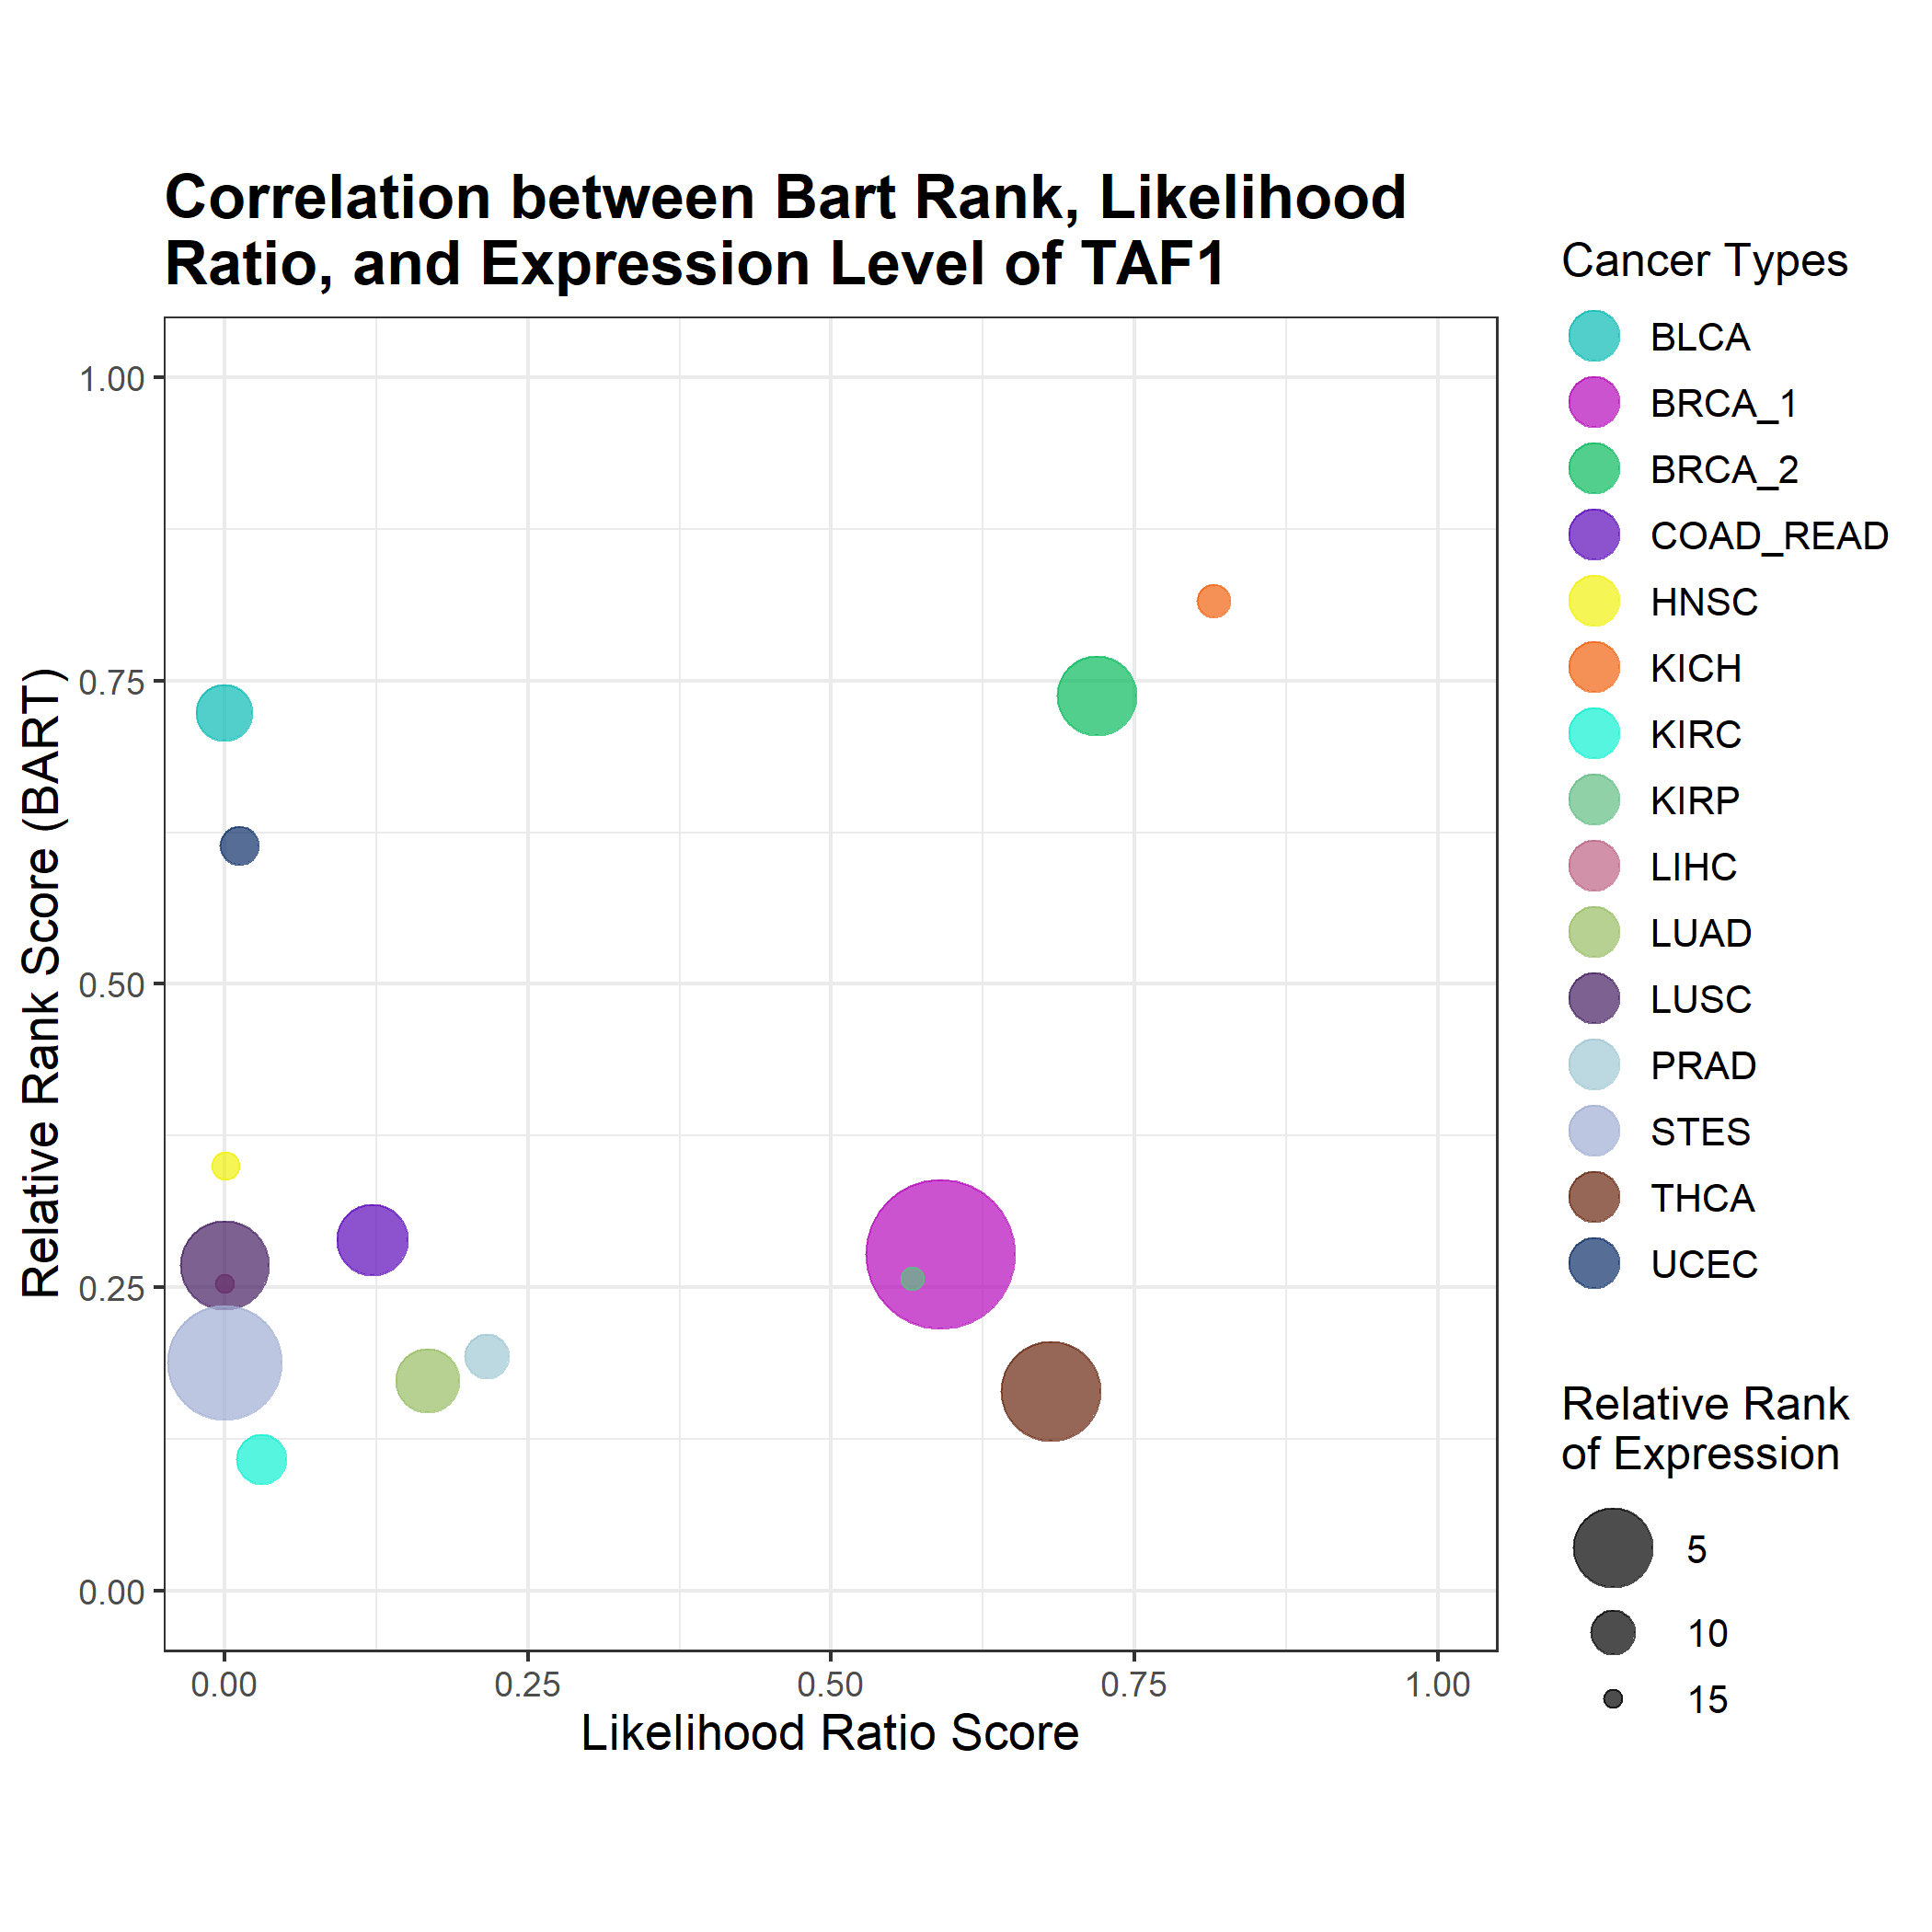 Correlation between Bart Rank, Likelihood
Ratio, and Expression Level of TAF1
Relative Rank Score (BART)
1.00
0.75
0.50
0.25
0.00
0.00
0.25
0.50
0.75
1.00
Likelihood Ratio Score
Cancer Types
BLCA
BRCA_1
BRCA_2
COAD_READ
HNSC
KICH
KIRC
KIRP
LIHC
LUAD
LUSC
PRAD
STES
THCA
UCEC
Relative Rank
of Expression
5
10
15